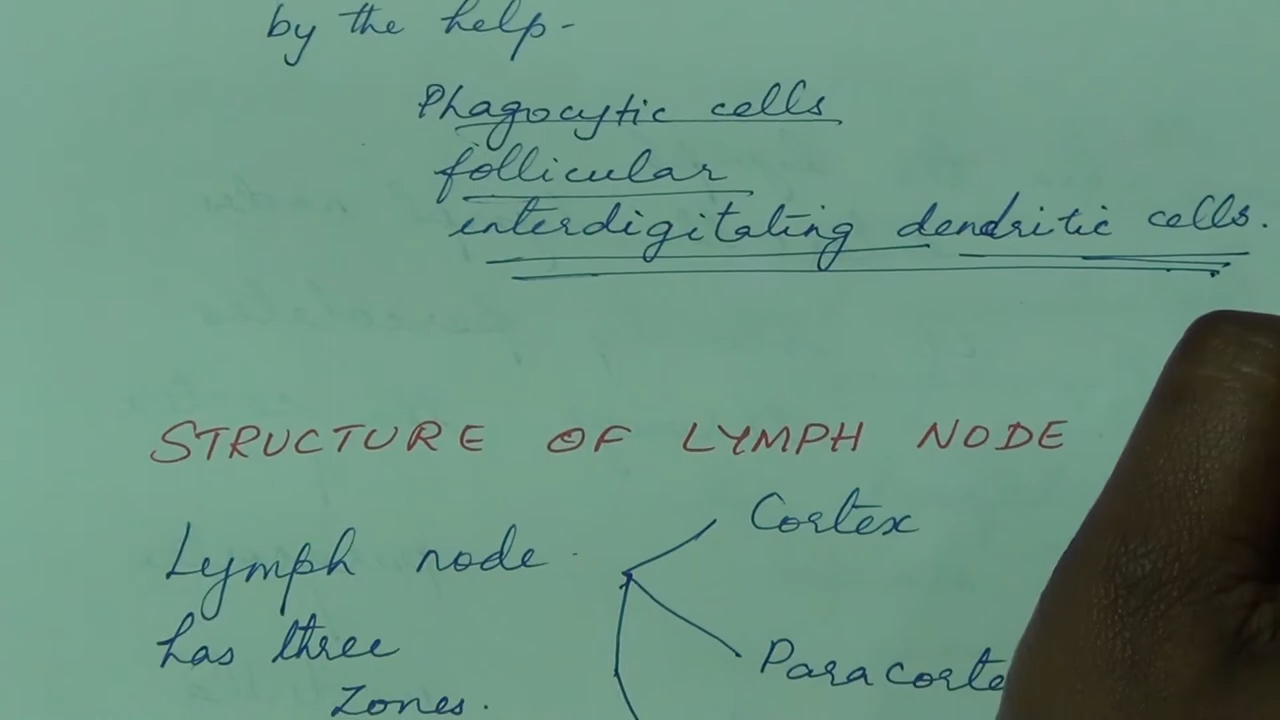 by the help-
Phagocytic cells
follicular
interdigitating dendritic cells.
STRUCTURE OF LYMPH NODE
Lymph node
Cortex
has three
Paracorte
zones.